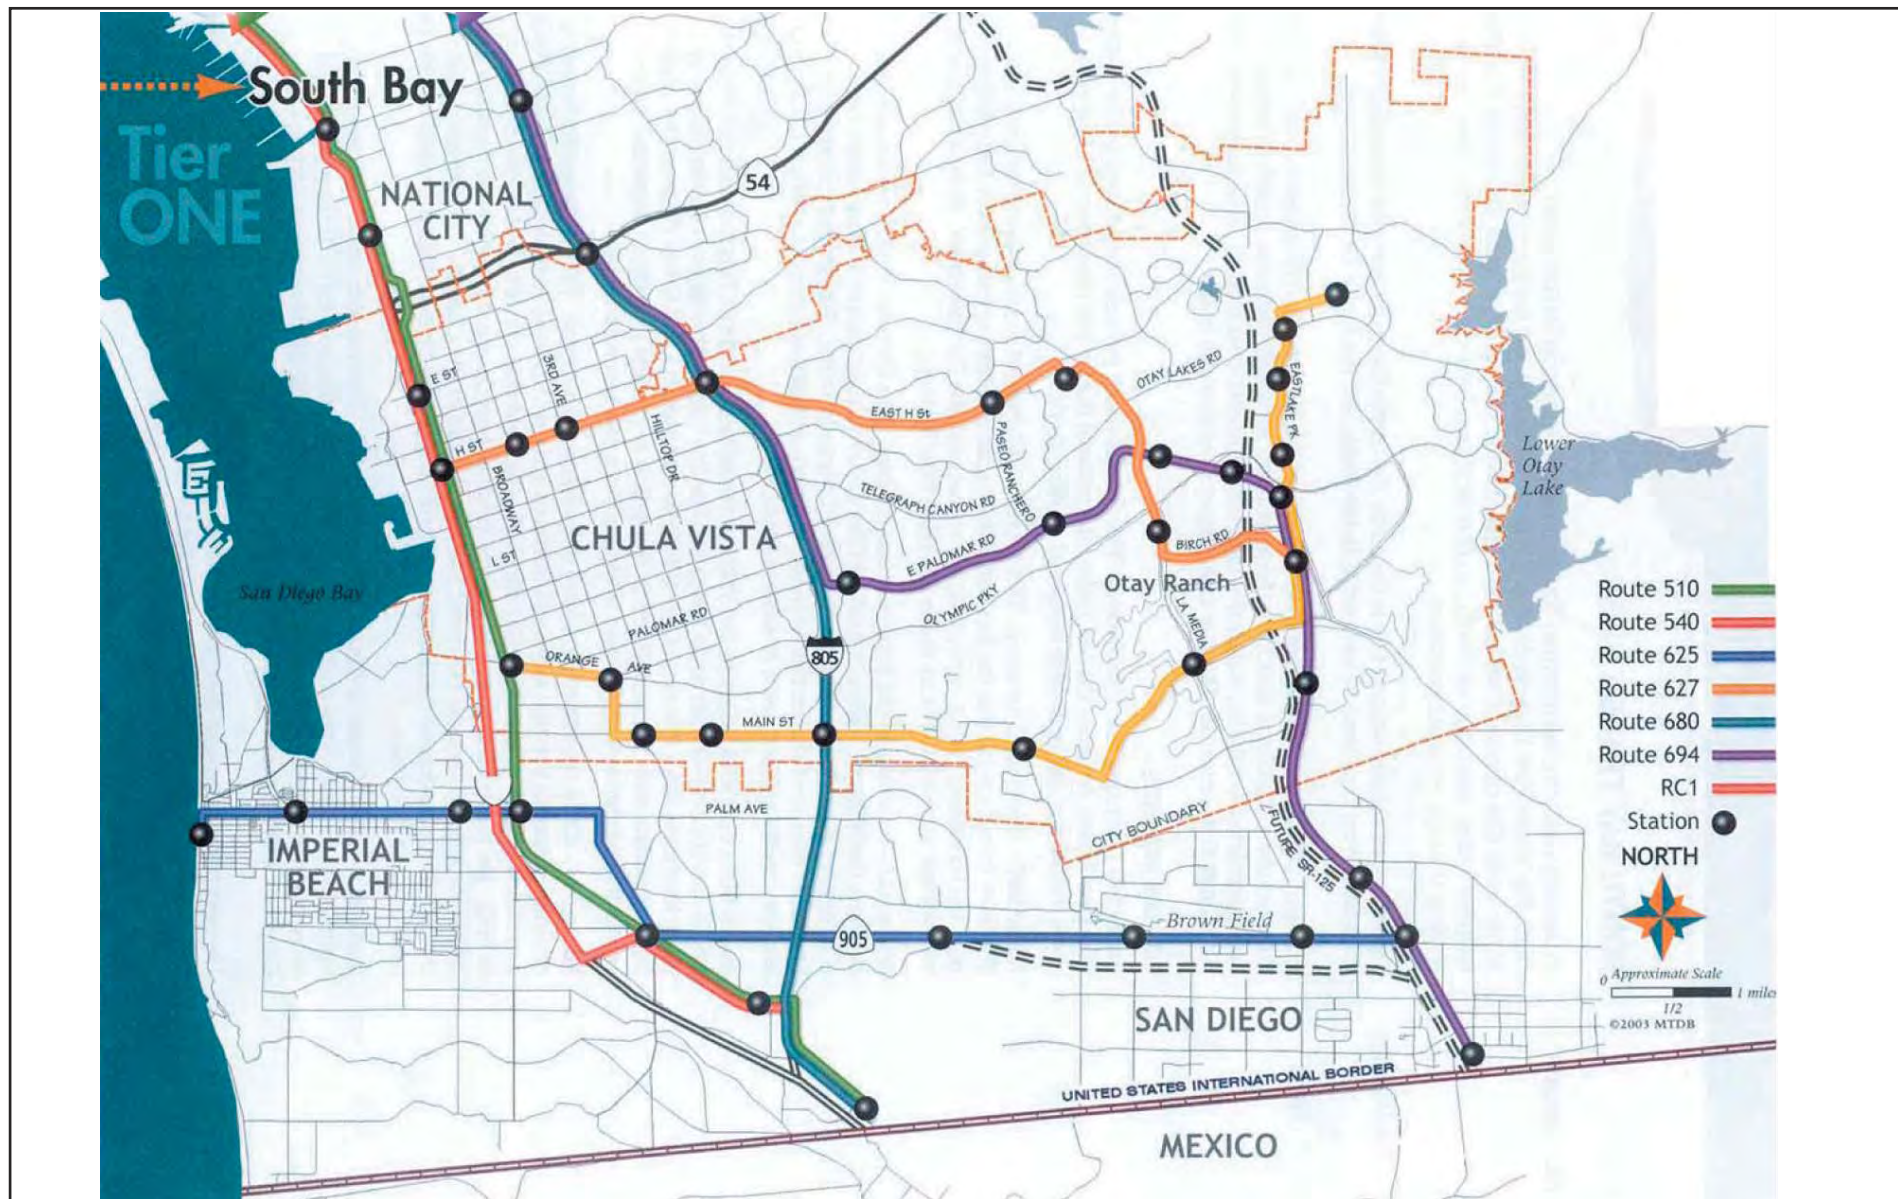 South Bay
Tier
ONE
NATIONAL
CITY
54
E ST
3RD AVE
H ST
BROADWAY
HILLTOP DR
L ST
EAST H St
PASEO RANCHERO
OTAY LAKES RD
EASTLAKE PK
TELEGRAPH CANYON RD
CHULA VISTA
E PALOMAR RD
BIRCH RD
Otay Ranch
OLYMPIC PKY
LA MEDIA
Lower
Otay
Lake
San Diego Bay
PALOMAR RD
ORANGE AVE
805
MAIN ST
PALM AVE
CITY BOUNDARY
FUTURE SR-125
IMPERIAL
BEACH
905
Brown Field
SAN DIEGO
UNITED STATES INTERNATIONAL BORDER
MEXICO
Route 510
Route 540
Route 625
Route 627
Route 680
Route 694
RC1
Station
NORTH
Approximate Scale
0
1/2
1 miles
©2003 MTDB